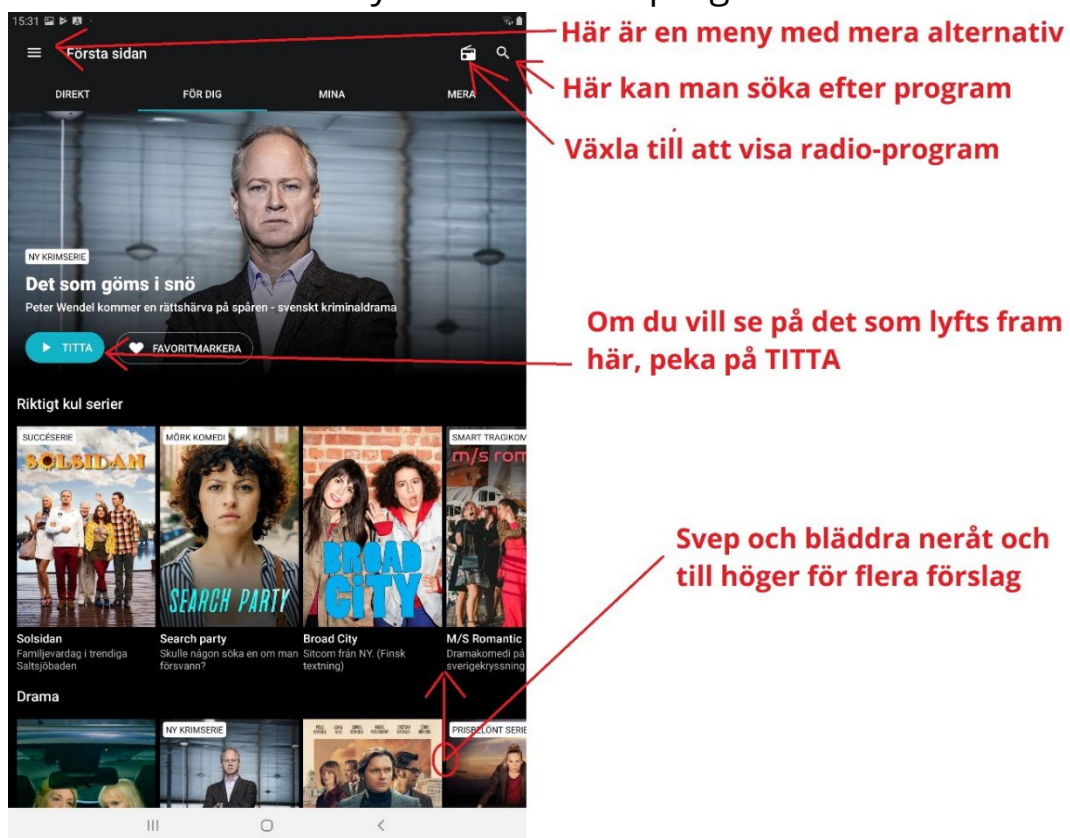 15:31
Första sidan
Här är en meny med mera alternativ
Här kan man söka efter program
Växla till att visa radio-program
DIREKT FÖR DIG MINA MERA
NY KRIMSERIE
Det som göms i snö
Peter Wendel kommer en rättshärva på spåren - svenskt kriminaldrama
TITTA FAVORITMARKERA
Om du vill se på det som lyfts fram
här, peka på TITTA
Riktigt kul serier
SUCCÉSERIE
SOLSIDAN
MÖRK KOMEDI
SEARCH PARTY
BROAD
CITY
SMART TRAGIKOM
m/s rom
Solsidan
Familjevardag i trendiga
Saltsjöbaden
Search party
Skulle någon söka en om man
försvann?
Broad City
Sitcom från NY. (Finsk
textning)
M/S Romantic
Dramakomedi på
sverigekryssning
Svep och bläddra neråt och
till höger för flera förslag
Drama
NY KRIMSERIE
PRISBELÖNT SERIE